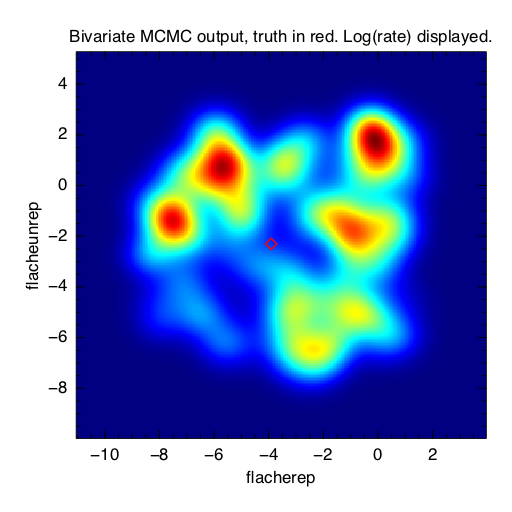 Bivariate MCMC output, truth in red. Log(rate) displayed.
4
2
0
−2
−4
−6
−8
flacheunrep
−10 −8 −6 −4 −2 0 2
flacherep